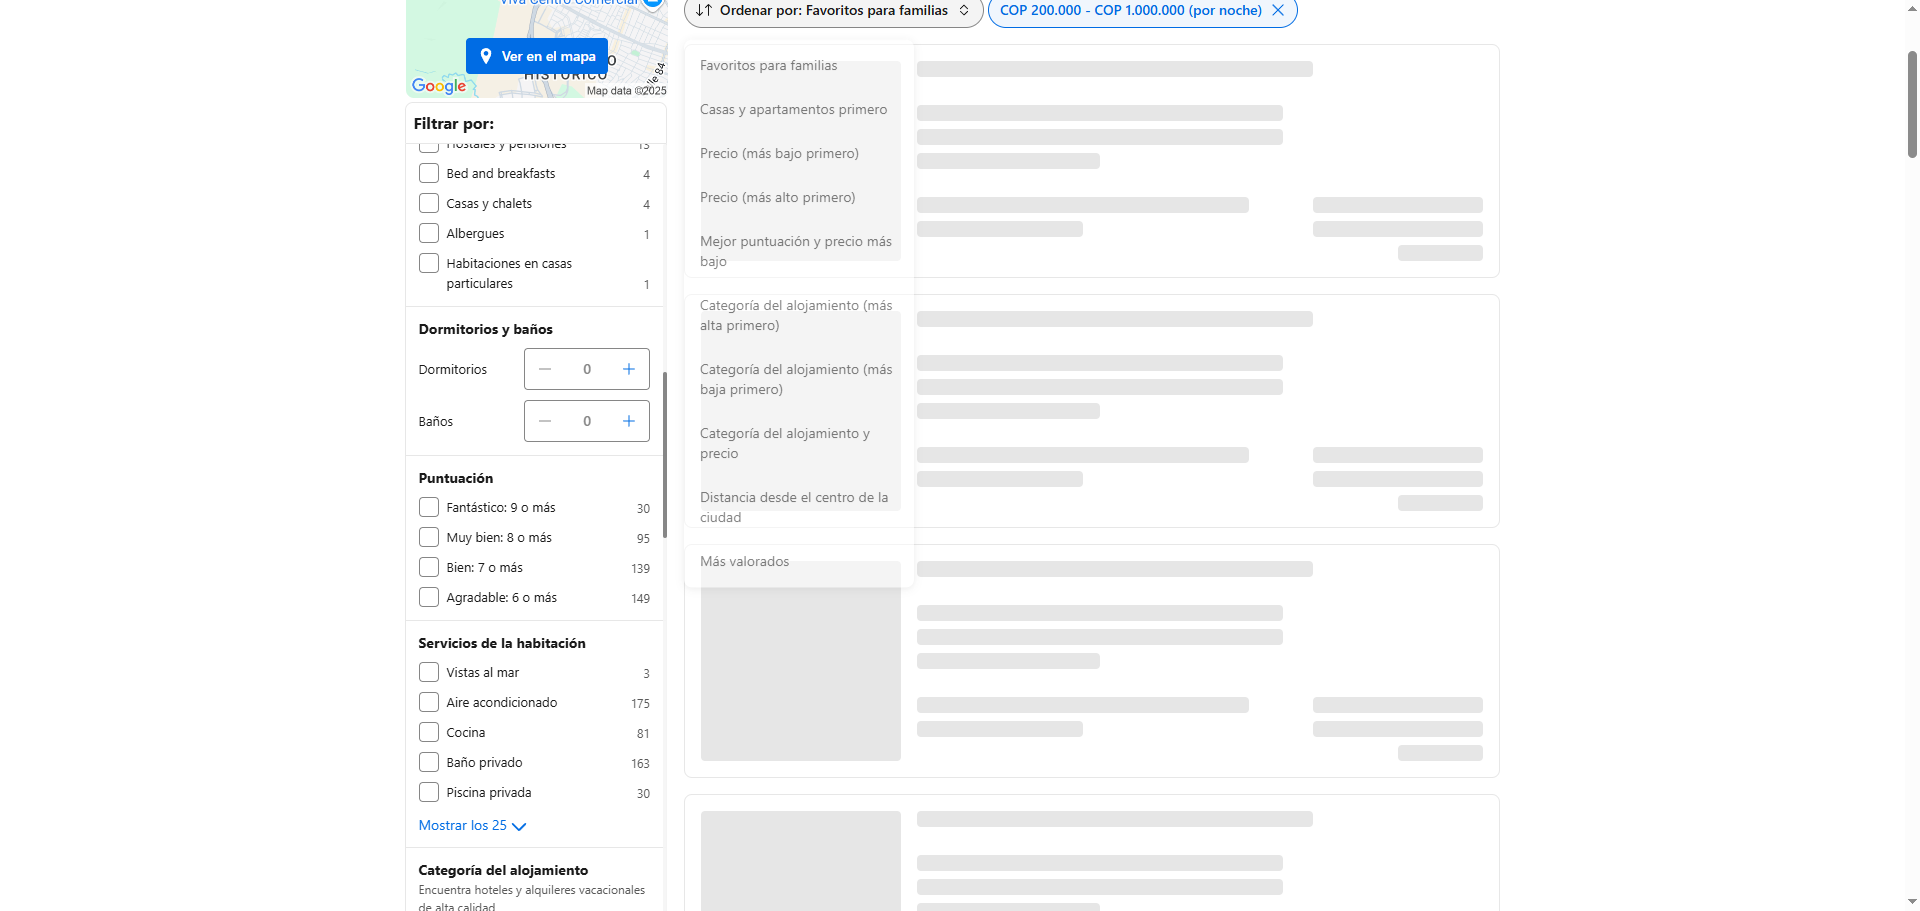 Viva Centro Comercial
Ver en el mapa
HISTÓRICO
Google
Map data ©2025
Filtrar por:
Hostales y pensiones 13
Bed and breakfasts 4
Casas y chalets 4
Albergues 1
Habitaciones en casas
particulares 1
Dormitorios y baños
Dormitorios 0
Baños 0
Puntuación
Fantástico: 9 o más 30
Muy bien: 8 o más 95
Bien: 7 o más 139
Agradable: 6 o más 149
Servicios de la habitación
Vistas al mar 3
Aire acondicionado 175
Cocina 81
Baño privado 163
Piscina privada 30
Mostrar los 25
Categoría del alojamiento
Encuentra hoteles y alquileres vacacionales
de alta calidad
Ordenar por: Favoritos para familias
COP 200.000 - COP 1.000.000 (por noche)
Favoritos para familias
Casas y apartamentos primero
Precio (más bajo primero)
Precio (más alto primero)
Mejor puntuación y precio más
bajo
Categoría del alojamiento (más
alta primero)
Categoría del alojamiento (más
baja primero)
Categoría del alojamiento y
precio
Distancia desde el centro de la
ciudad
Más valorados